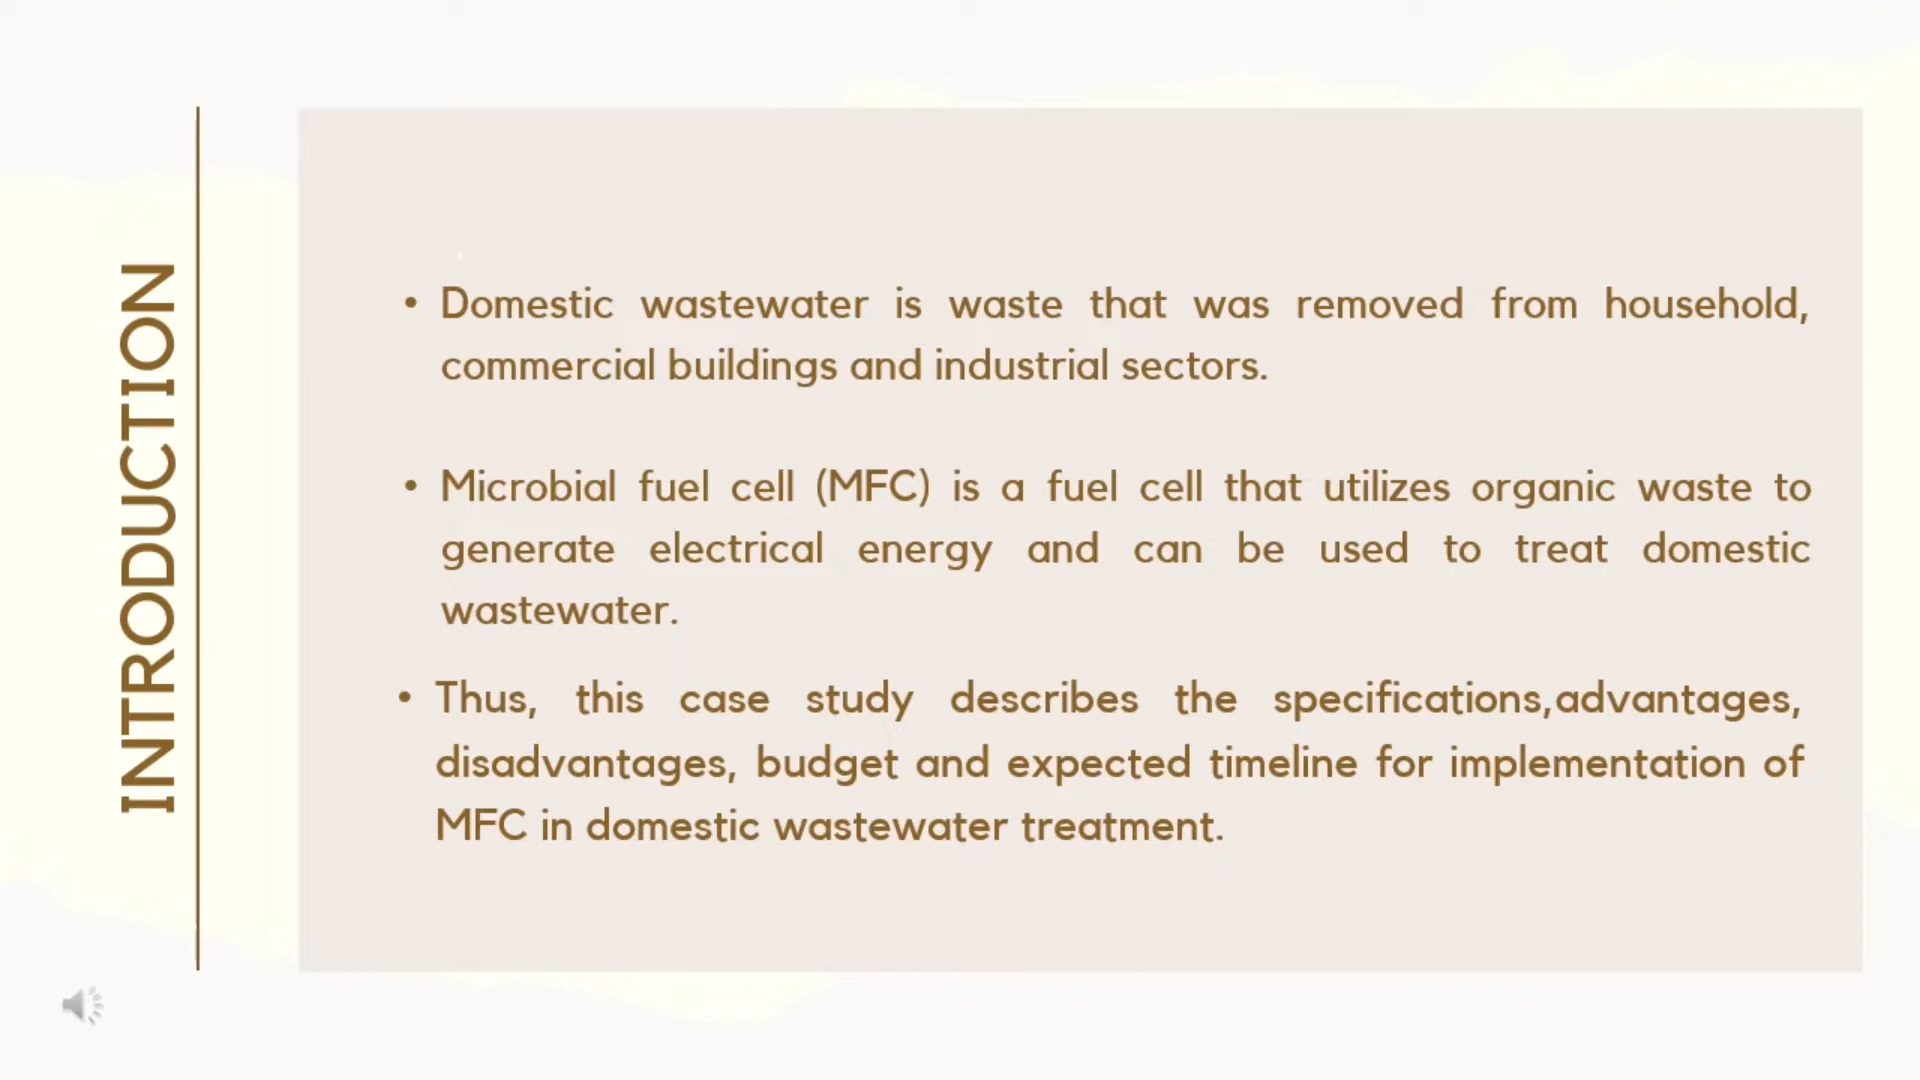 INTRODUCTION
• Domestic wastewater is waste that was removed from household,
commercial buildings and industrial sectors.
• Microbial fuel cell (MFC) is a fuel cell that utilizes organic waste to
generate electrical energy and can be used to treat domestic
wastewater.
• Thus, this case study describes the specifications,advantages,
disadvantages, budget and expected timeline for implementation of
MFC in domestic wastewater treatment.